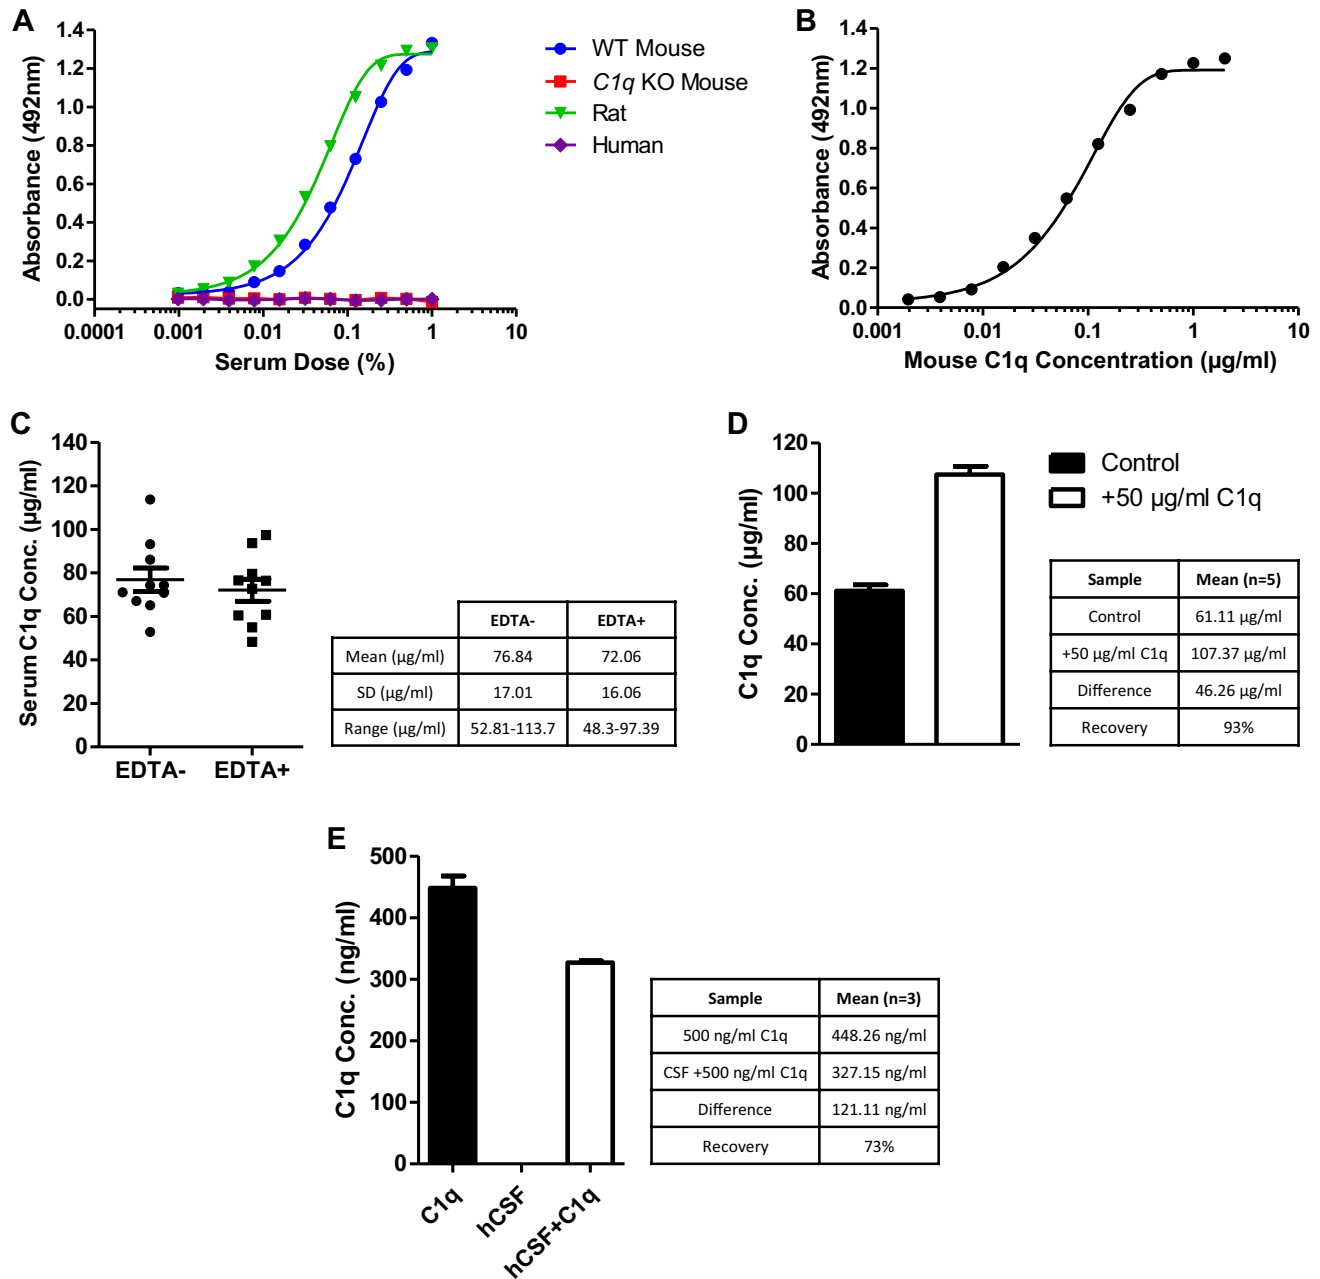 A
1.4
1.2
1.0
0.8
0.6
0.4
0.2
0.0
Absorbance (492nm)
0.0001
0.001
0.01
0.1
1
10
Serum Dose (%)
WT Mouse
C1q KO Mouse
Rat
Human
B
1.4
1.2
1.0
0.8
0.6
0.4
0.2
0.0
Absorbance (492nm)
0.001
0.01
0.1
1
10
Mouse C1q Concentration (µg/ml)
C
140
120
100
80
60
40
20
0
Serum C1q Conc. (µg/ml)
EDTA-
EDTA+
EDTA- EDTA+
Mean (µg/ml) 76.84 72.06
SD (µg/ml) 17.01 16.06
Range (µg/ml) 52.81-113.7 48.3-97.39
D
120
100
80
60
40
20
0
C1q Conc. (µg/ml)
Control
+50 µg/ml C1q
Sample Mean (n=5)
Control 61.11 µg/ml
+50 µg/ml C1q 107.37 µg/ml
Difference 46.26 µg/ml
Recovery 93%
E
500
400
300
200
100
0
C1q Conc. (ng/ml)
C1q
hCSF
hCSF+C1q
Sample Mean (n=3)
500 ng/ml C1q 448.26 ng/ml
CSF +500 ng/ml C1q 327.15 ng/ml
Difference 121.11 ng/ml
Recovery 73%